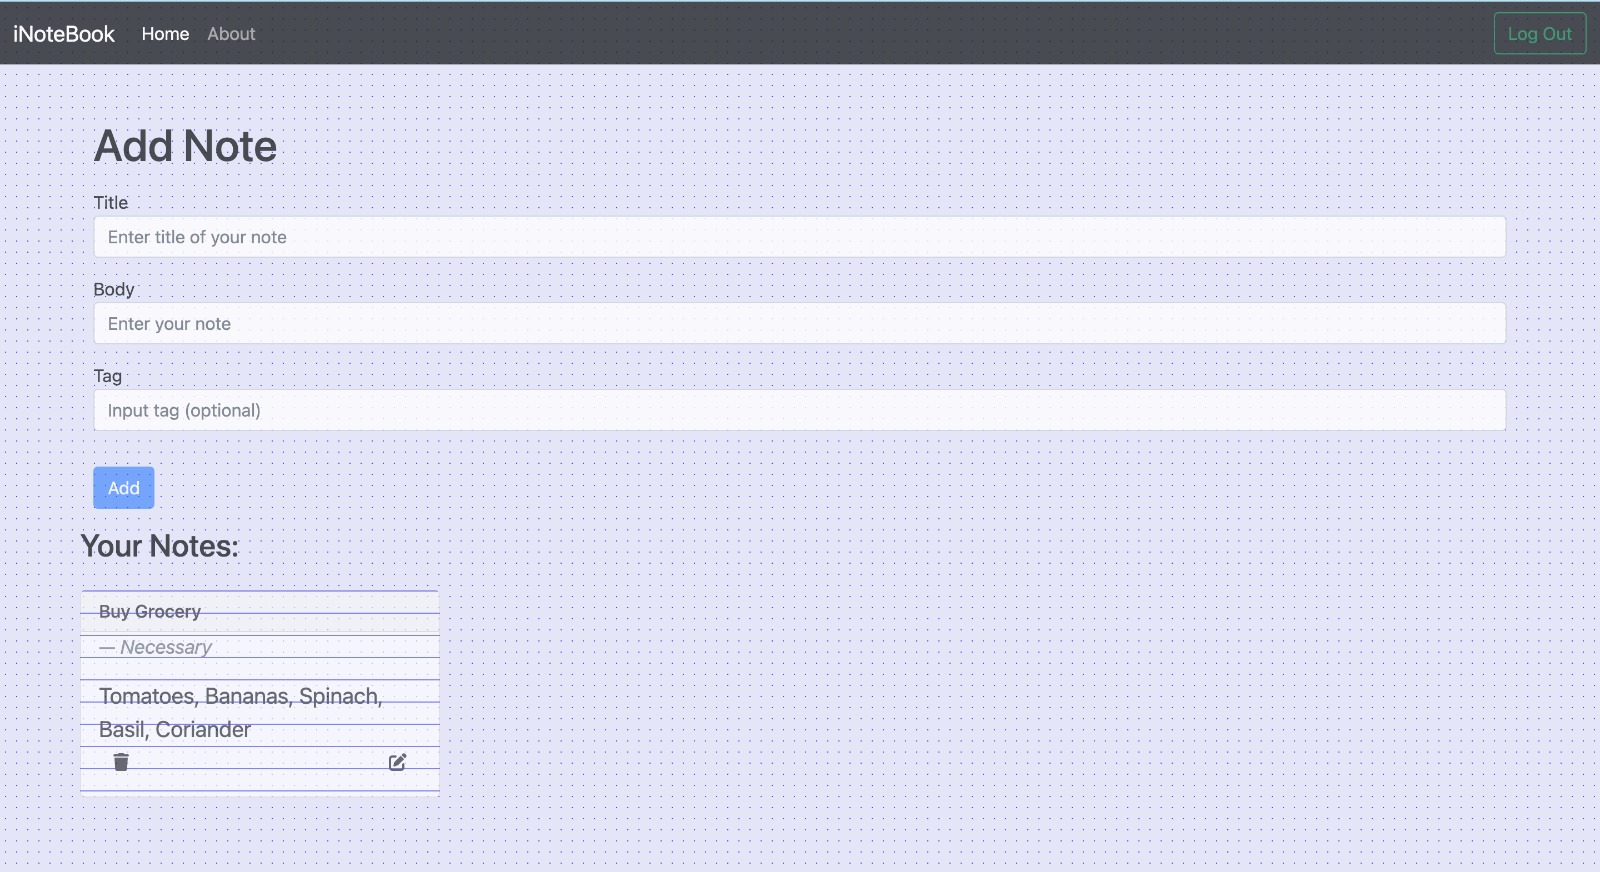 iNoteBook Home About Log Out
Add Note
Title
Enter title of your note
Body
Enter your note
Tag
Input tag (optional)
Add
Your Notes:
Buy Grocery
— Necessary
Tomatoes, Bananas, Spinach,
Basil, Coriander